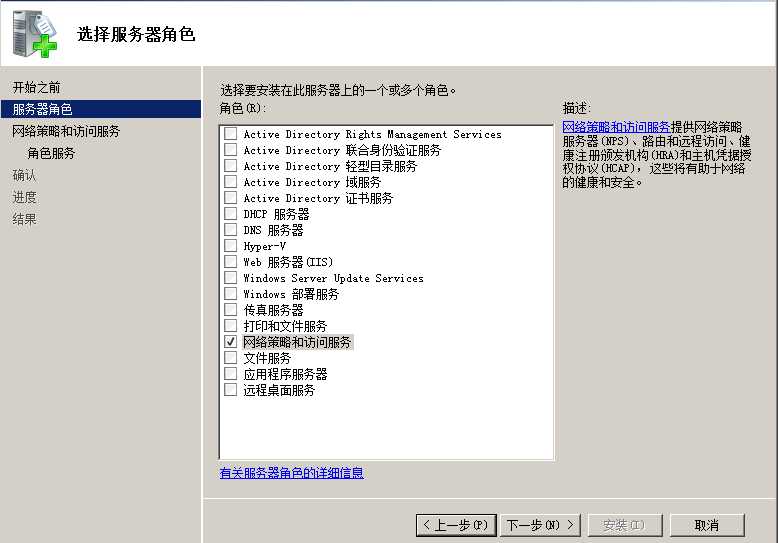 选择服务器角色
开始之前
服务器角色
网络策略和访问服务
角色服务
确认
进度
结果
选择要安装在此服务器上的一个或多个角色。
角色(R):
Active Directory Rights Management Services
Active Directory 联合身份验证服务
Active Directory 轻型目录服务
Active Directory 域服务
Active Directory 证书服务
DHCP 服务器
DNS 服务器
Hyper-V
Web 服务器(IIS)
Windows Server Update Services
Windows 部署服务
传真服务器
打印和文件服务
网络策略和访问服务
文件服务
应用程序服务器
远程桌面服务
有关服务器角色的详细信息
描述:
网络策略和访问服务提供网络策略
服务器(NPS)、路由和远程访问、健
康注册颁发机构(HRA)和主机凭据授
权协议(HCAP)，这些将有助于网络
的健康和安全。
< 上一步(P)
下一步(N) >
安装(I)
取消